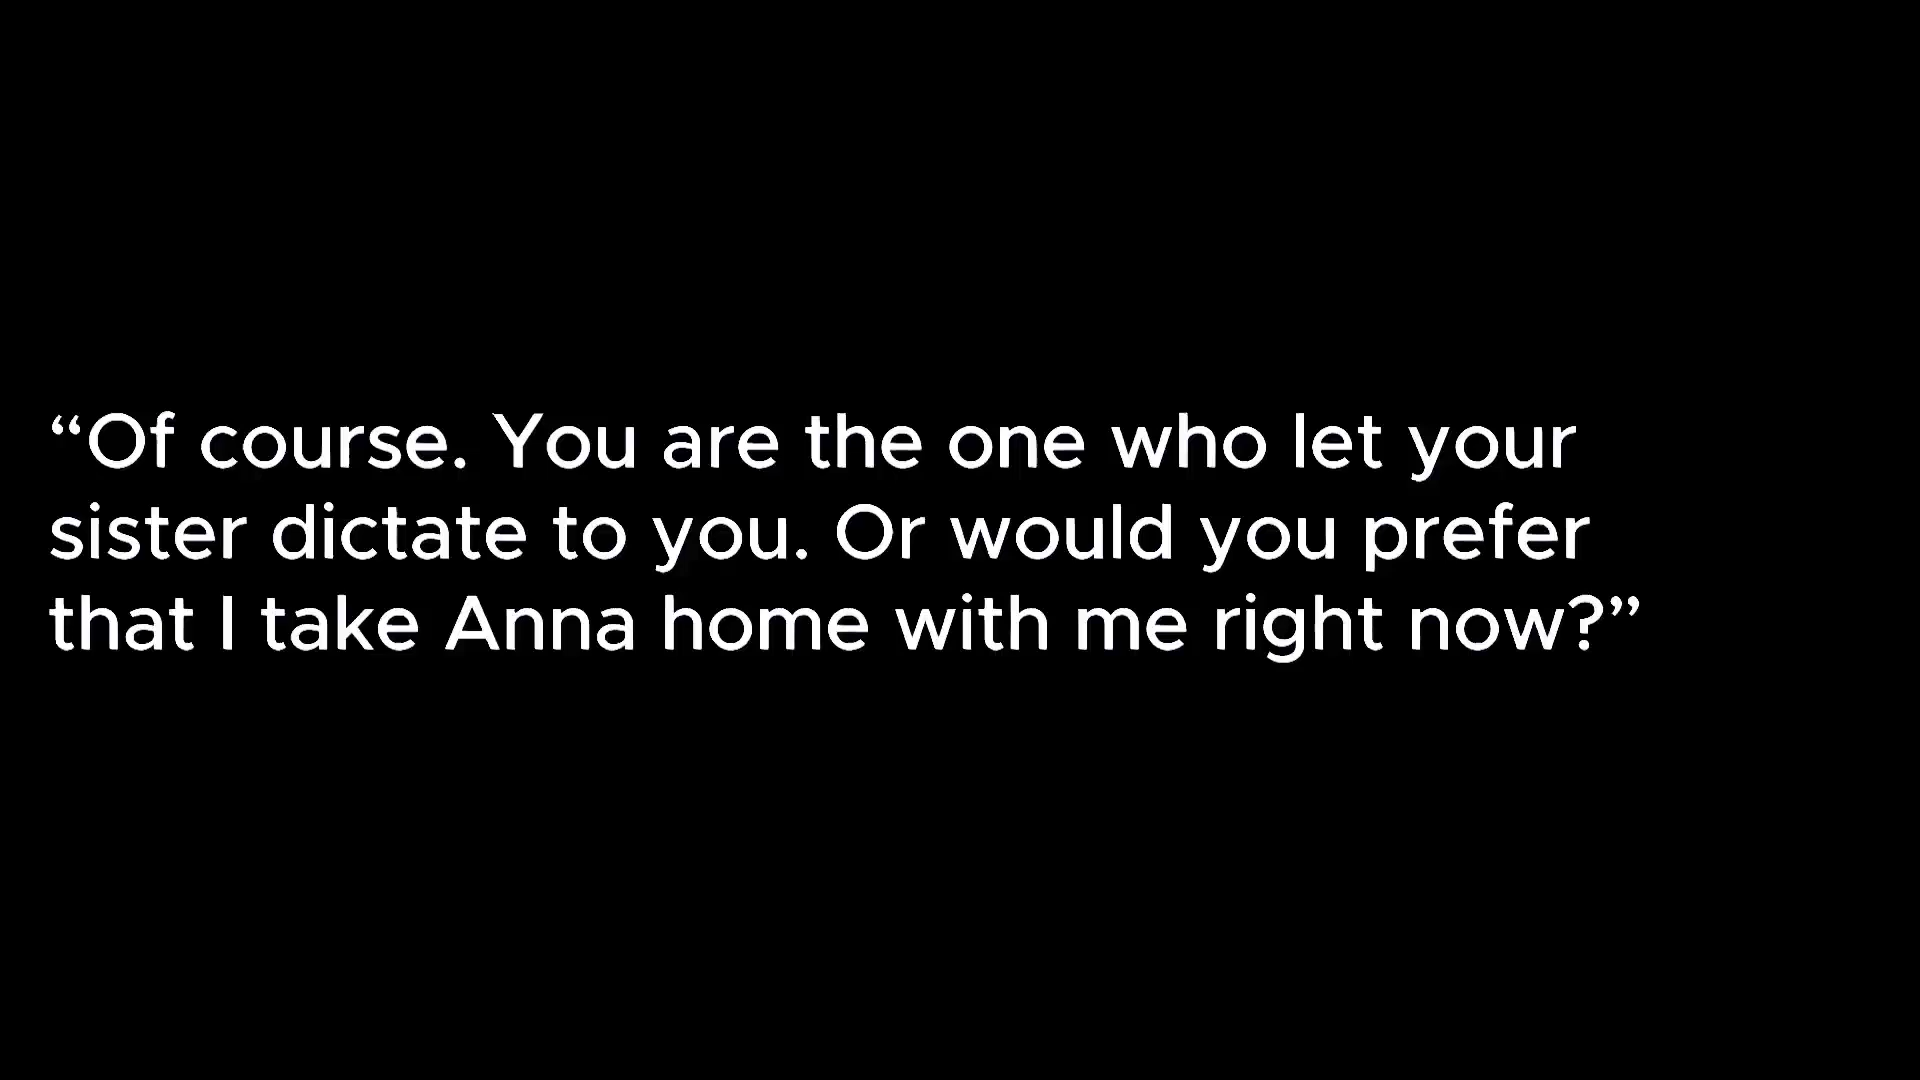 “Of course. You are the one who let your
sister dictate to you. Or would you prefer
that I take Anna home with me right now?”